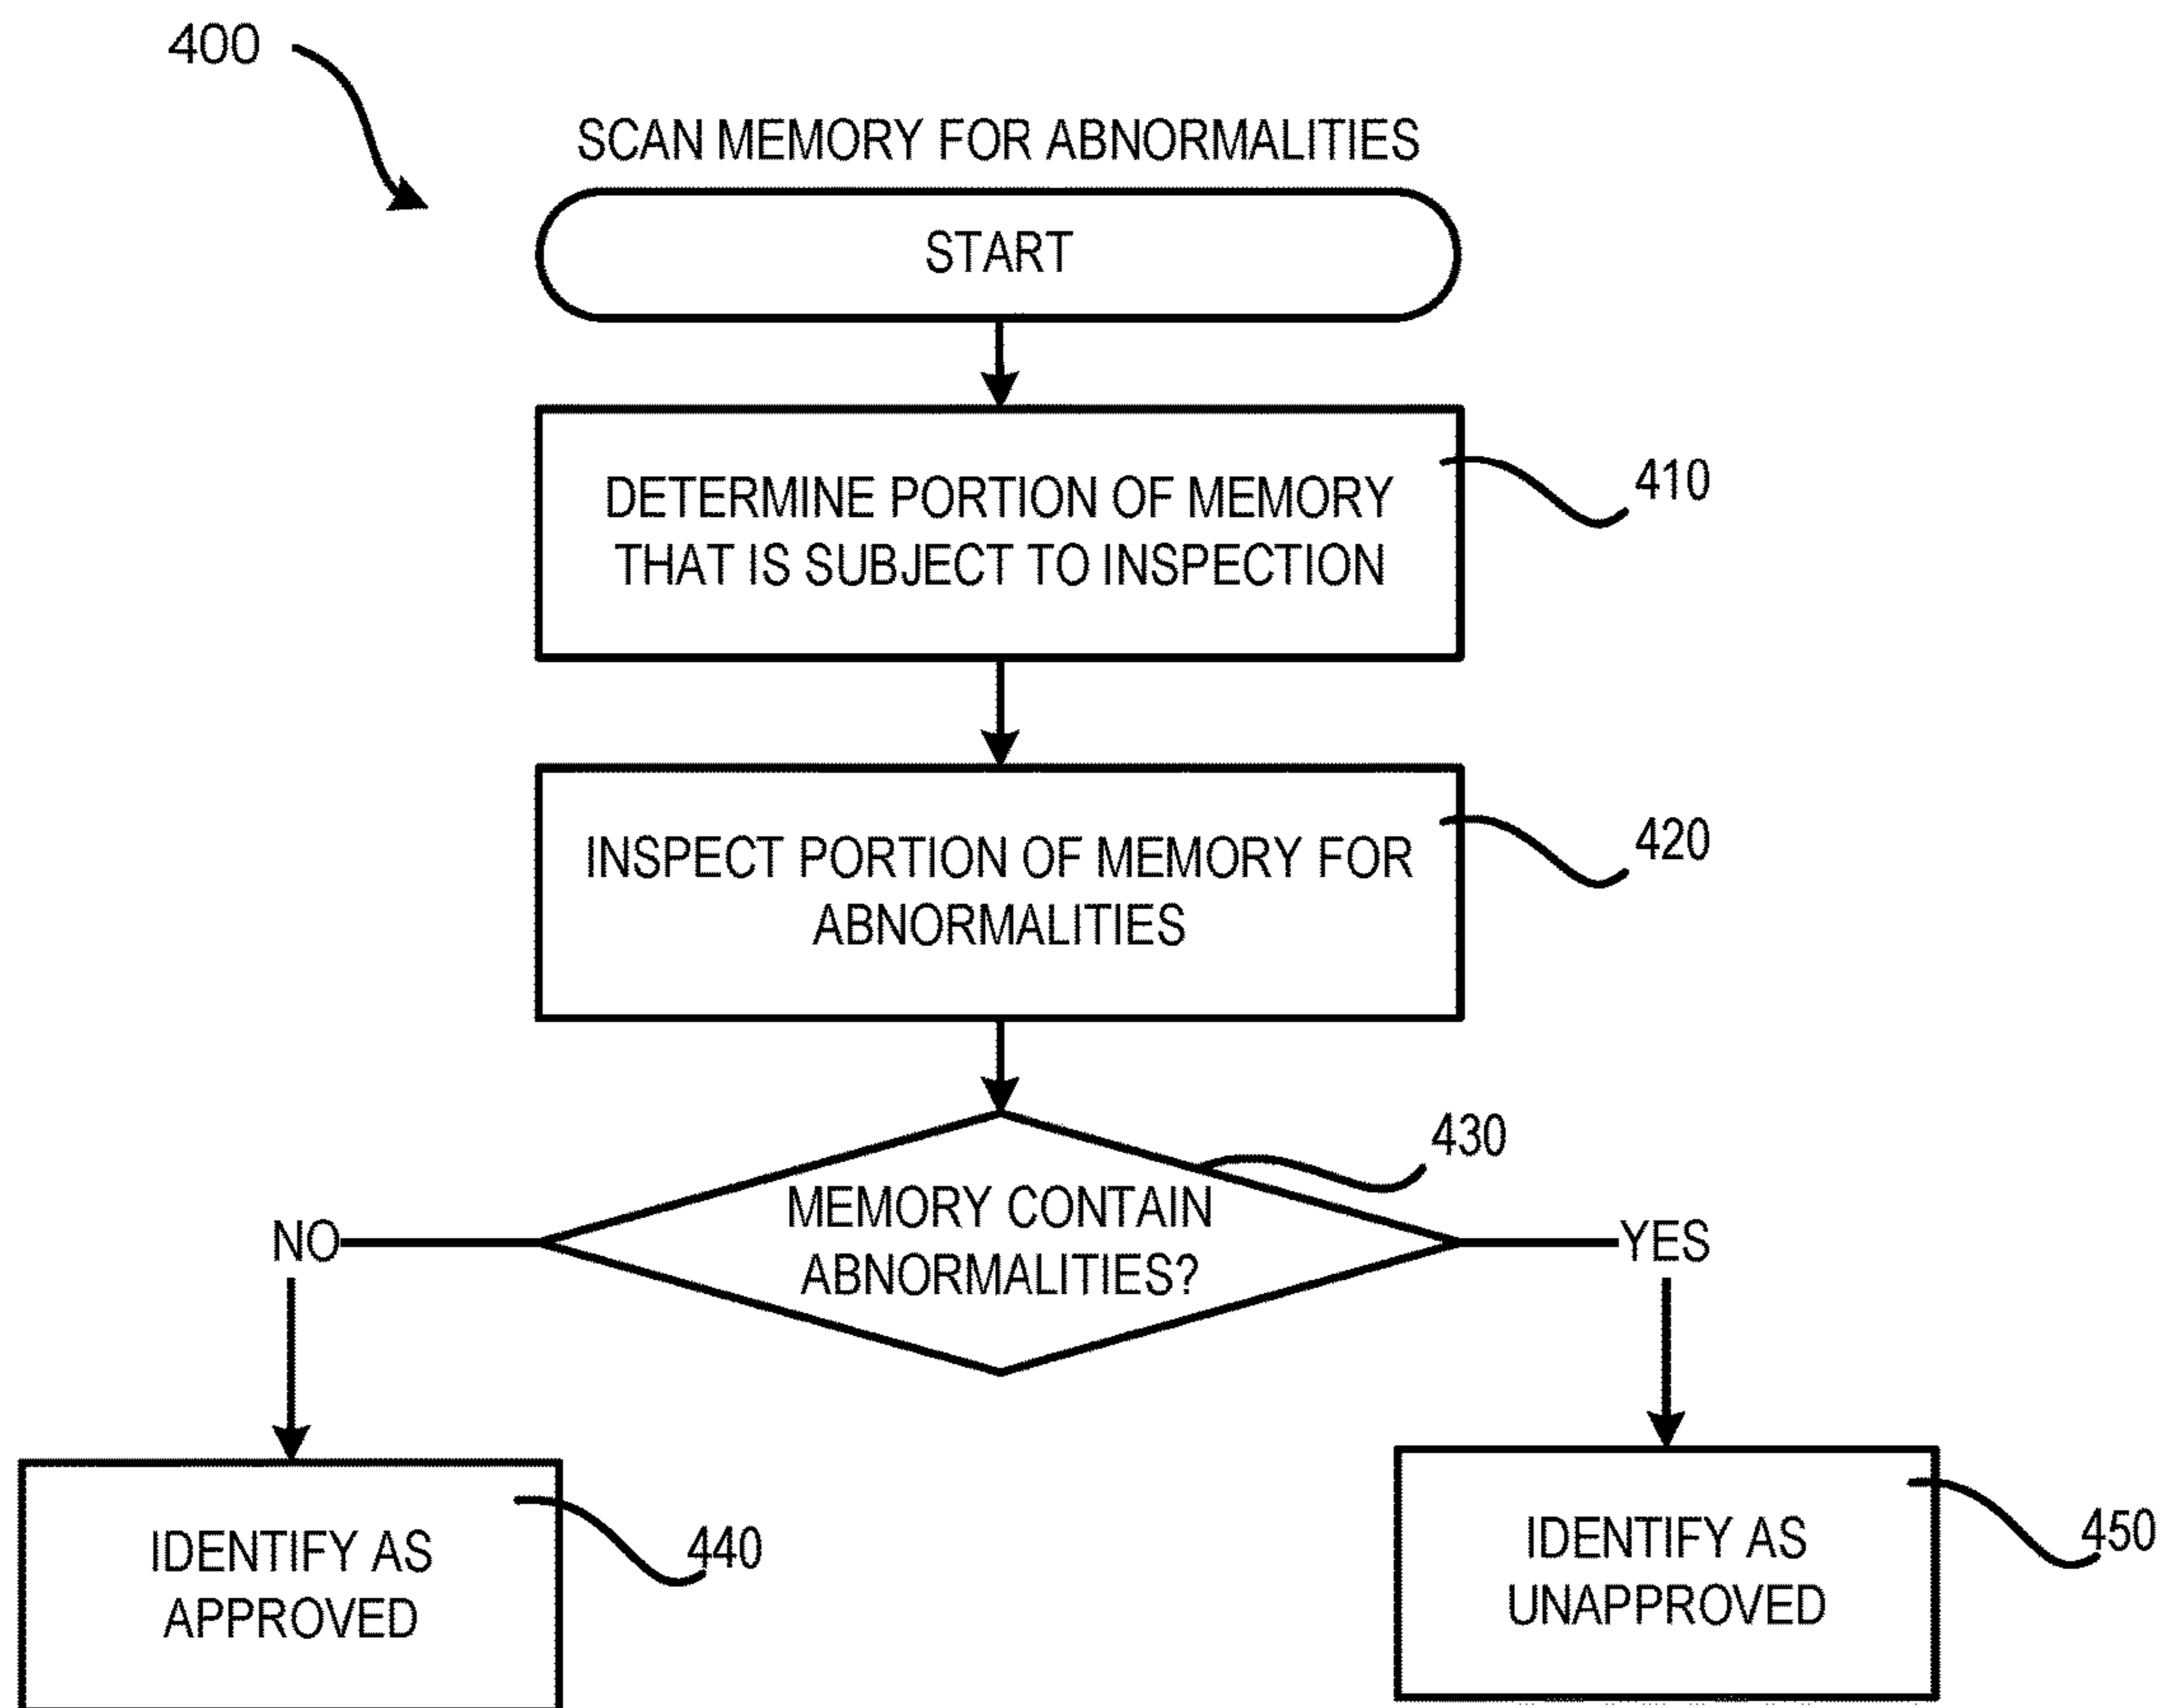 400
SCAN MEMORY FOR ABNORMALITIES
START
DETERMINE PORTION OF MEMORY
THAT IS SUBJECT TO INSPECTION
410
INSPECT PORTION OF MEMORY FOR
ABNORMALITIES
420
430
MEMORY CONTAIN
ABNORMALITIES?
NO
YES
IDENTIFY AS
APPROVED
440
IDENTIFY AS
UNAPPROVED
450